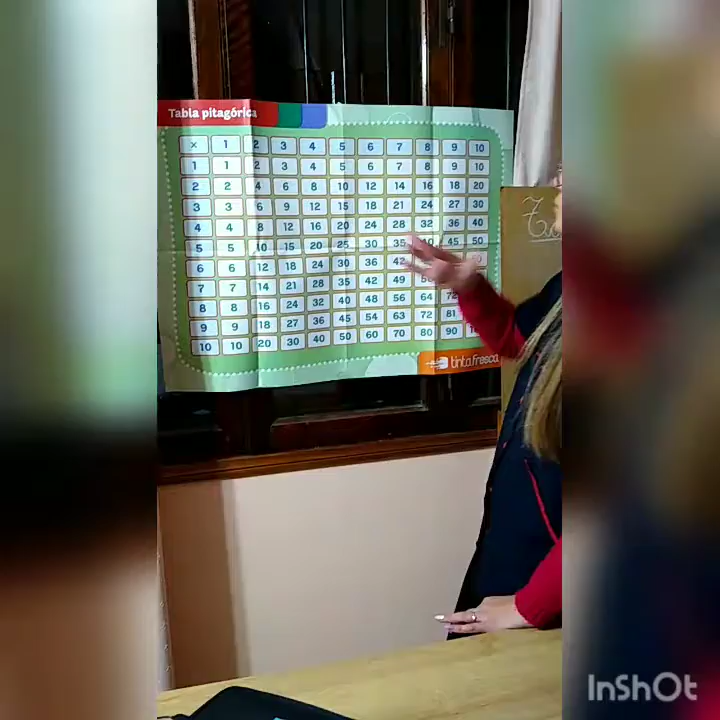 Tabla pitagórica
× 1 2 3 4 5 6 7 8 9 10
1 1 2 3 4 5 6 7 8 9 10
2 2 4 6 8 10 12 14 16 18 20
3 3 6 9 12 15 18 21 24 27 30
4 4 8 12 16 20 24 28 32 36 40
5 5 10 15 20 25 30 35 40 45 50
6 6 12 18 24 30 36 42
7 7 14 21 28 35 42 49
8 8 16 24 32 40 48 56 64 72
9 9 18 27 36 45 54 63 72 81
10 10 20 30 40 50 60 70 80 90
tinta fresca
InShOt